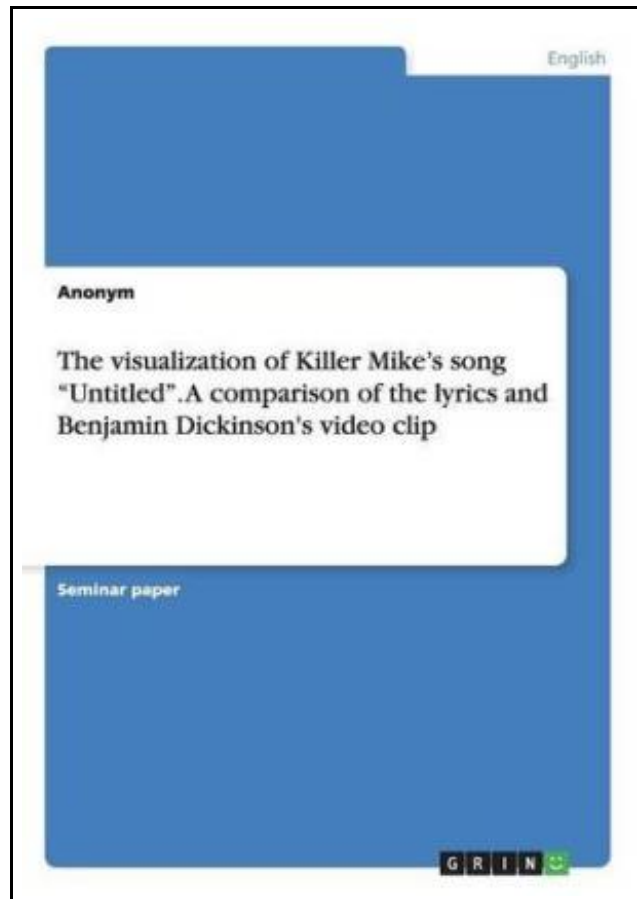 English
Anonym
The visualization of Killer Mike's song
“Untitled”. A comparison of the lyrics and
Benjamin Dickinson's video clip
Seminar paper
GRIN